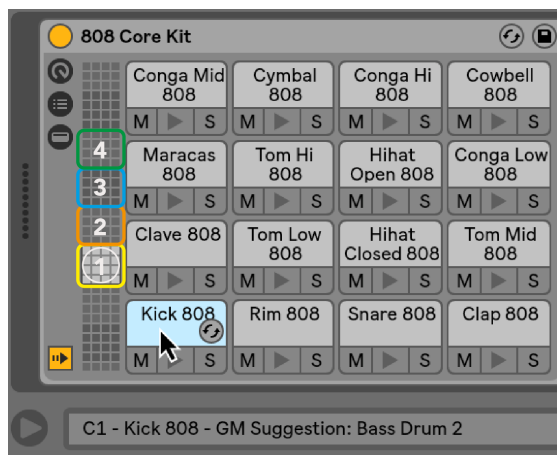 808 Core Kit
Conga Mid
808
Cymbal
808
Conga Hi
808
Cowbell
808
M S M S M S M S
4
Maracas
808
Tom Hi
808
Hihat
Open 808
Conga Low
808
M S M S M S M S
3
2
Clave 808
Tom Low
808
Hihat
Closed 808
Tom Mid
808
M S M S M S M S
1
Kick 808
Rim 808
Snare 808
Clap 808
M S M S M S M S
C1 - Kick 808 - GM Suggestion: Bass Drum 2